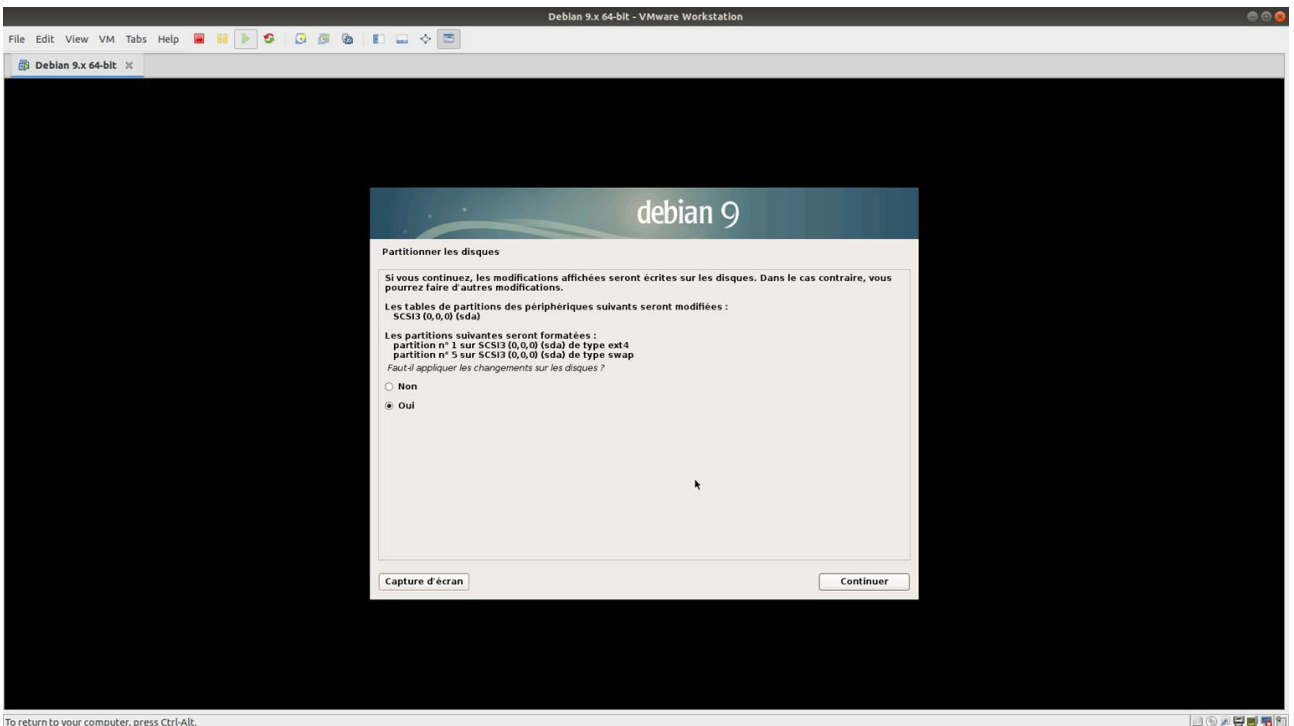 Debian 9.x 64-bit - VMware Workstation
File Edit View VM Tabs Help
Debian 9.x 64-bit
debian 9
Partitionner les disques
Si vous continuez, les modifications affichées seront écrites sur les disques. Dans le cas contraire, vous
pourrez faire d'autres modifications.
Les tables de partitions des périphériques suivants seront modifiées :
SCSI3 (0,0,0) (sda)
Les partitions suivantes seront formatées :
partition n° 1 sur SCSI3 (0,0,0) (sda) de type ext4
partition n° 5 sur SCSI3 (0,0,0) (sda) de type swap
Faut-il appliquer les changements sur les disques ?
Non
Oui
Capture d'écran
Continuer
To return to your computer, press Ctrl-Alt.